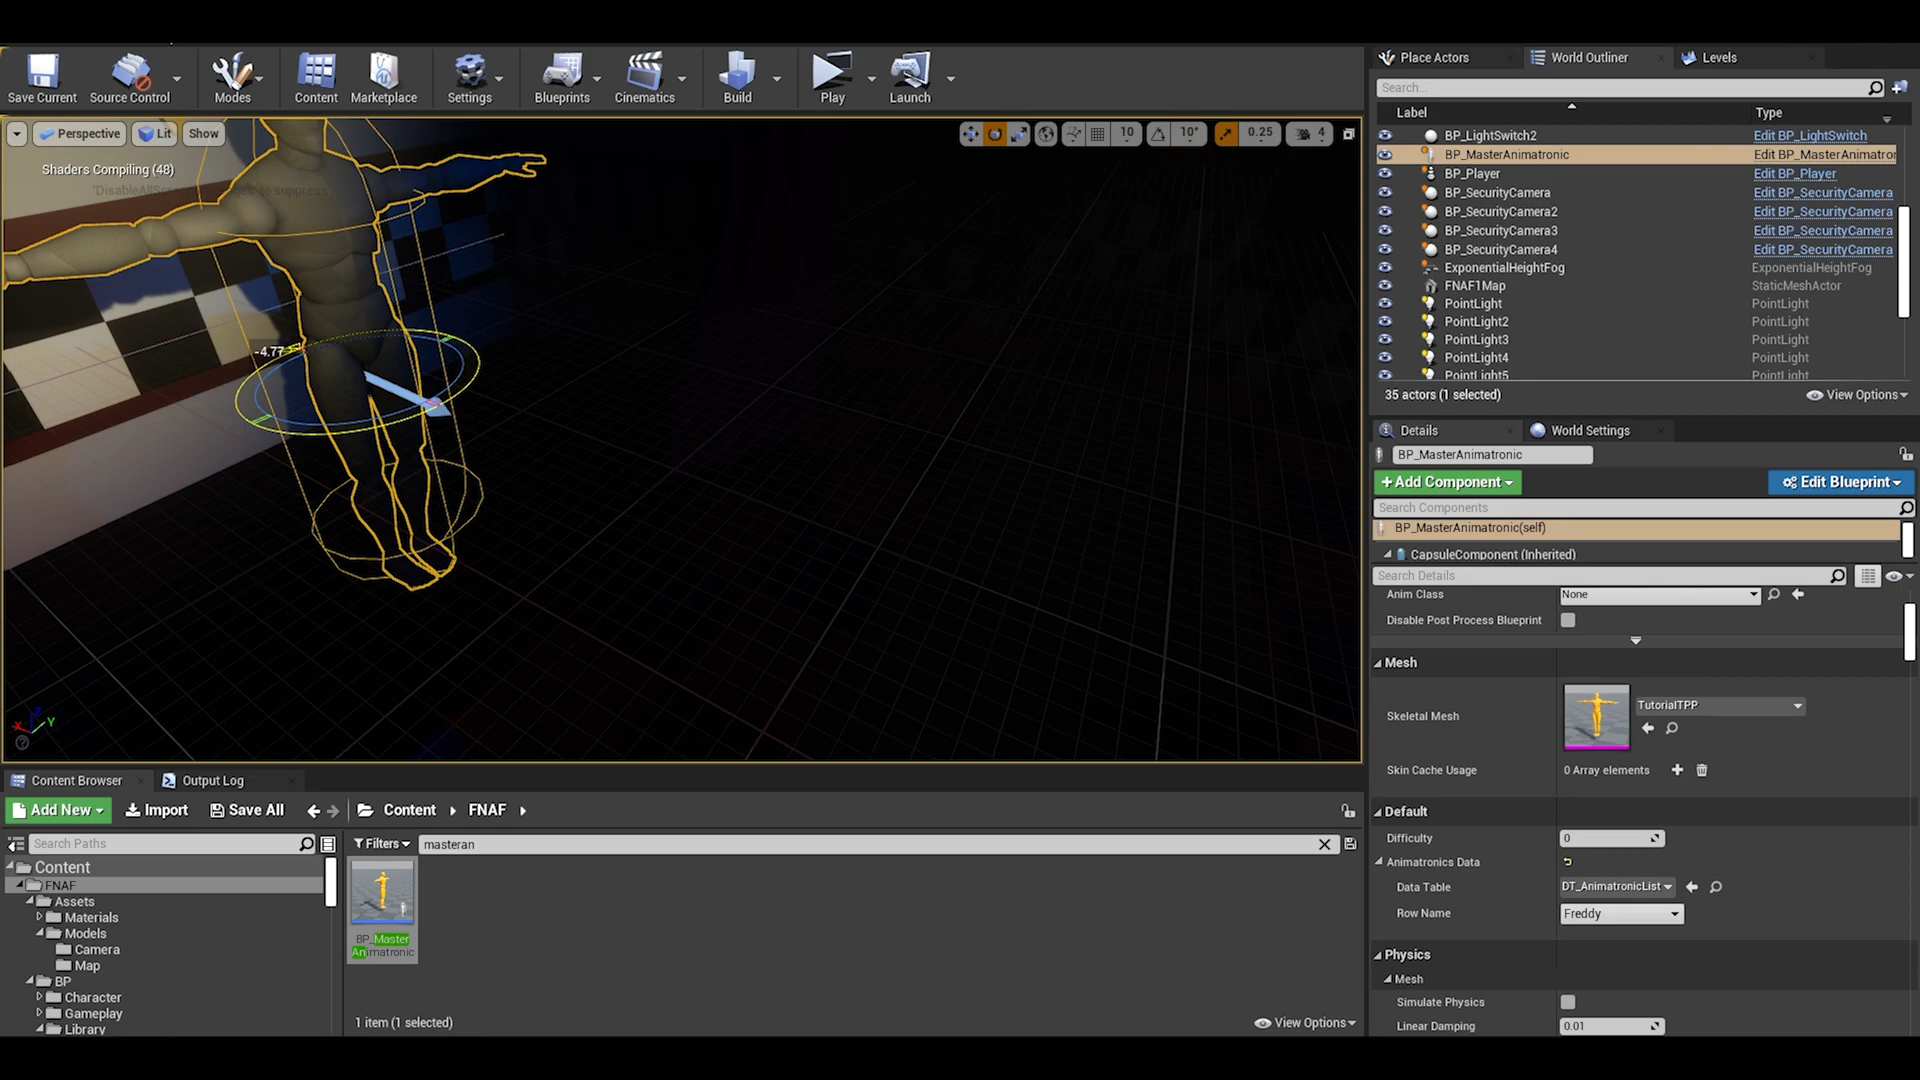 Save Current
Source Control
Modes
Content
Marketplace
Settings
Blueprints
Cinematics
Build
Play
Launch
Perspective
Lit
Show
10
10°
0.25
4
Shaders Compiling (48)
-4.77
X
Z
Y
Place Actors
World Outliner
Levels
Search...
Label
Type
BP_LightSwitch2
Edit BP_LightSwitch
BP_MasterAnimatronic
Edit BP_MasterAnimatror
BP_Player
Edit BP_Player
BP_SecurityCamera
Edit BP_SecurityCamera
BP_SecurityCamera2
Edit BP_SecurityCamera
BP_SecurityCamera3
Edit BP_SecurityCamera
BP_SecurityCamera4
Edit BP_SecurityCamera
ExponentialHeightFog
ExponentialHeightFog
FNAF1Map
StaticMeshActor
PointLight
PointLight
PointLight2
PointLight
PointLight3
PointLight
PointLight4
PointLight
PointLight5
PointLight
35 actors (1 selected)
View Options
Details
World Settings
BP_MasterAnimatronic
+Add Component
Edit Blueprint
Search Components
BP_MasterAnimatronic(self)
CapsuleComponent (Inherited)
Search Details
Anim Class
None
Disable Post Process Blueprint
Mesh
Skeletal Mesh
TutorialTPP
Skin Cache Usage
0 Array elements
Default
Difficulty
0
Animatronics Data
Data Table
DT_AnimatronicList
Row Name
Freddy
Physics
Mesh
Simulate Physics
Linear Damping
0.01
Content Browser
Output Log
Add New
Import
Save All
Content
FNAF
Search Paths
Filters
masteran
Content
FNAF
Assets
Materials
Models
Camera
Map
BP
Character
Gameplay
Library
BP_Master
Animatronic
1 item (1 selected)
View Options